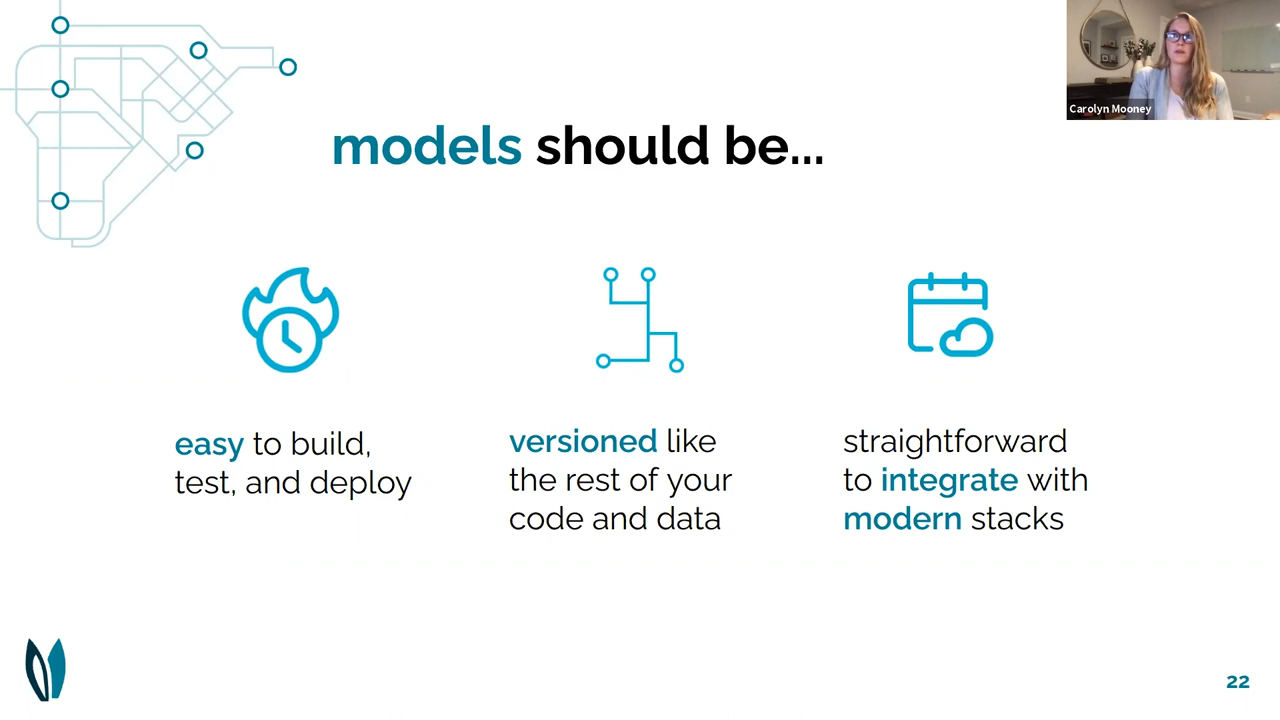 Carolyn Mooney
models should be...
easy to build,
test, and deploy
versioned like
the rest of your
code and data
straightforward
to integrate with
modern stacks
22